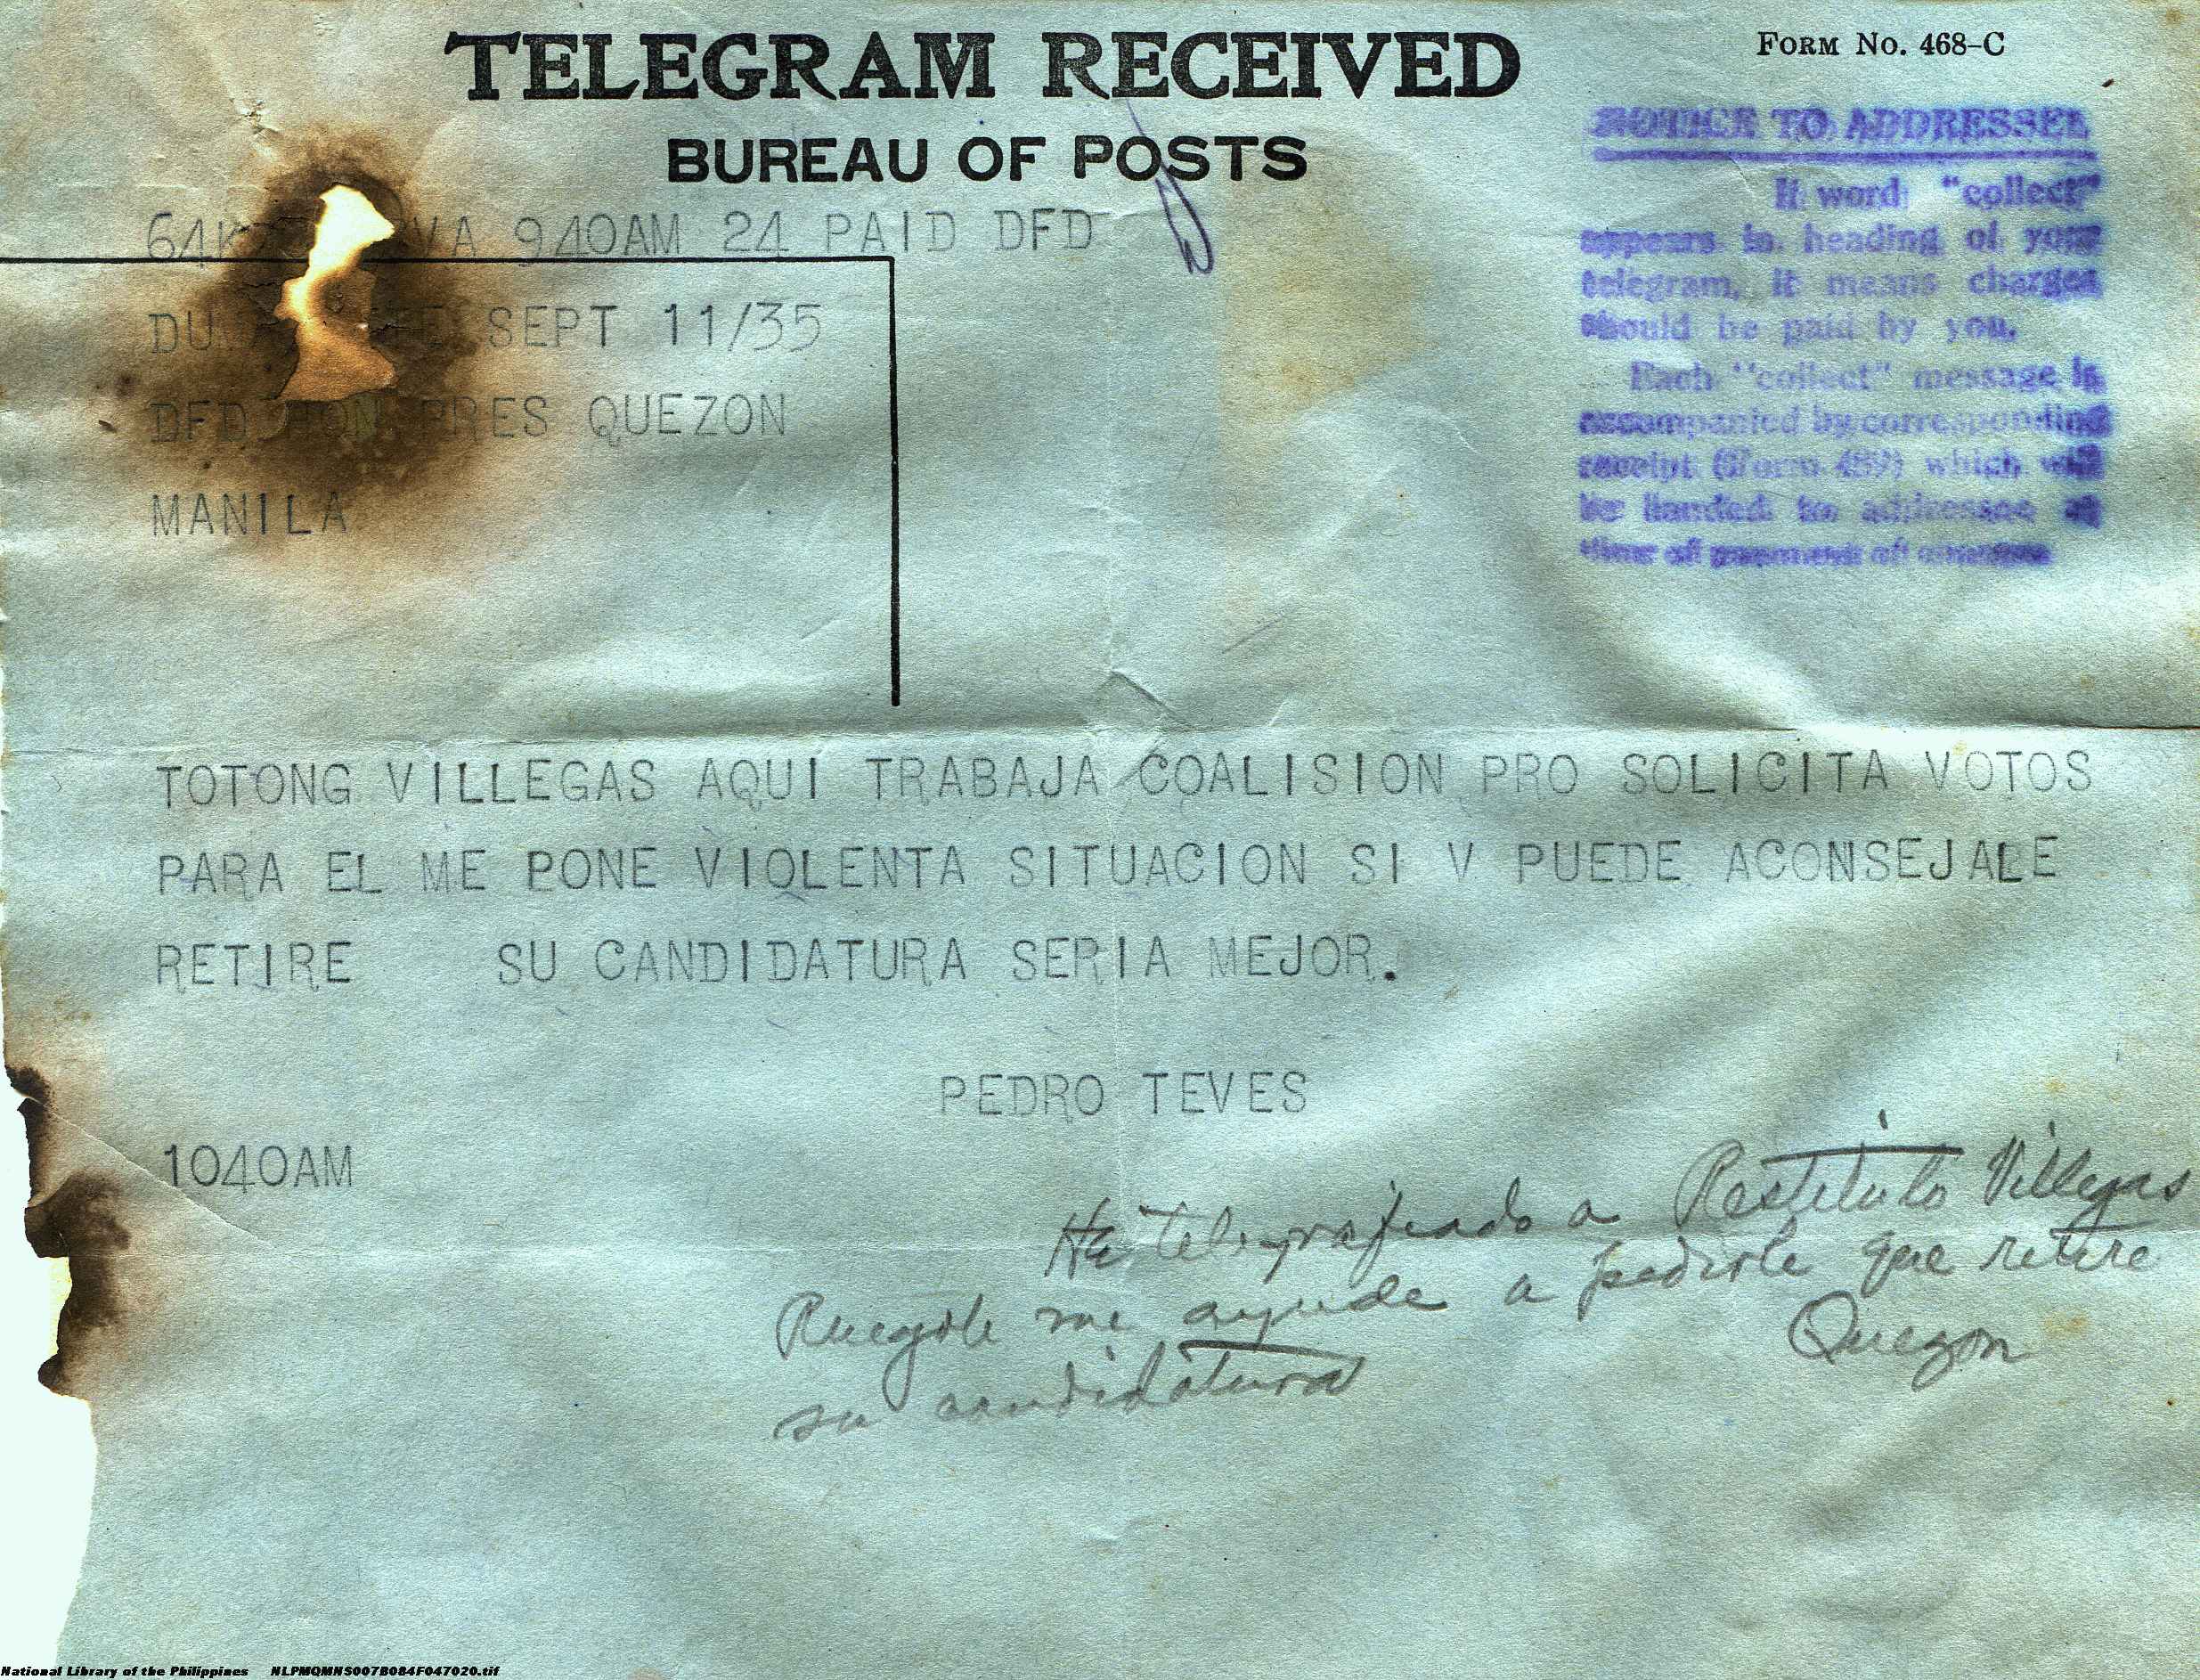 TELEGRAM RECEIVED
FORM NO. 468-C
BUREAU OF POSTS
NOTICE TO ADDRESSEE
If word "collect"
appears in heading of your
telegram, it means charges
should be paid by you.
Each "collect" message is
accompanied by corresponding
receipt (Form 489) which will
be handed to addressee at
time of payment of
64K VA 940AM 24 PAID DFD
DU SEPT 11/35
DFD HON PRES QUEZON
MANILA
TOTONG VILLEGAS AQUI TRABAJA COALISION PRO SOLICITA VOTOS
PARA EL ME PONE VIOLENTA SITUACION SI V PUEDE ACONSEJALE
RETIRE SU CANDIDATURA SERIA MEJOR.
PEDRO TEVES
1040AM
He telegrafiado a Restituto Villegas
Ruegole me ayude a pedirle que retire
su candidatura
Quezon
National Library of the Philippines NLPMQMNS007B084F047020.tif